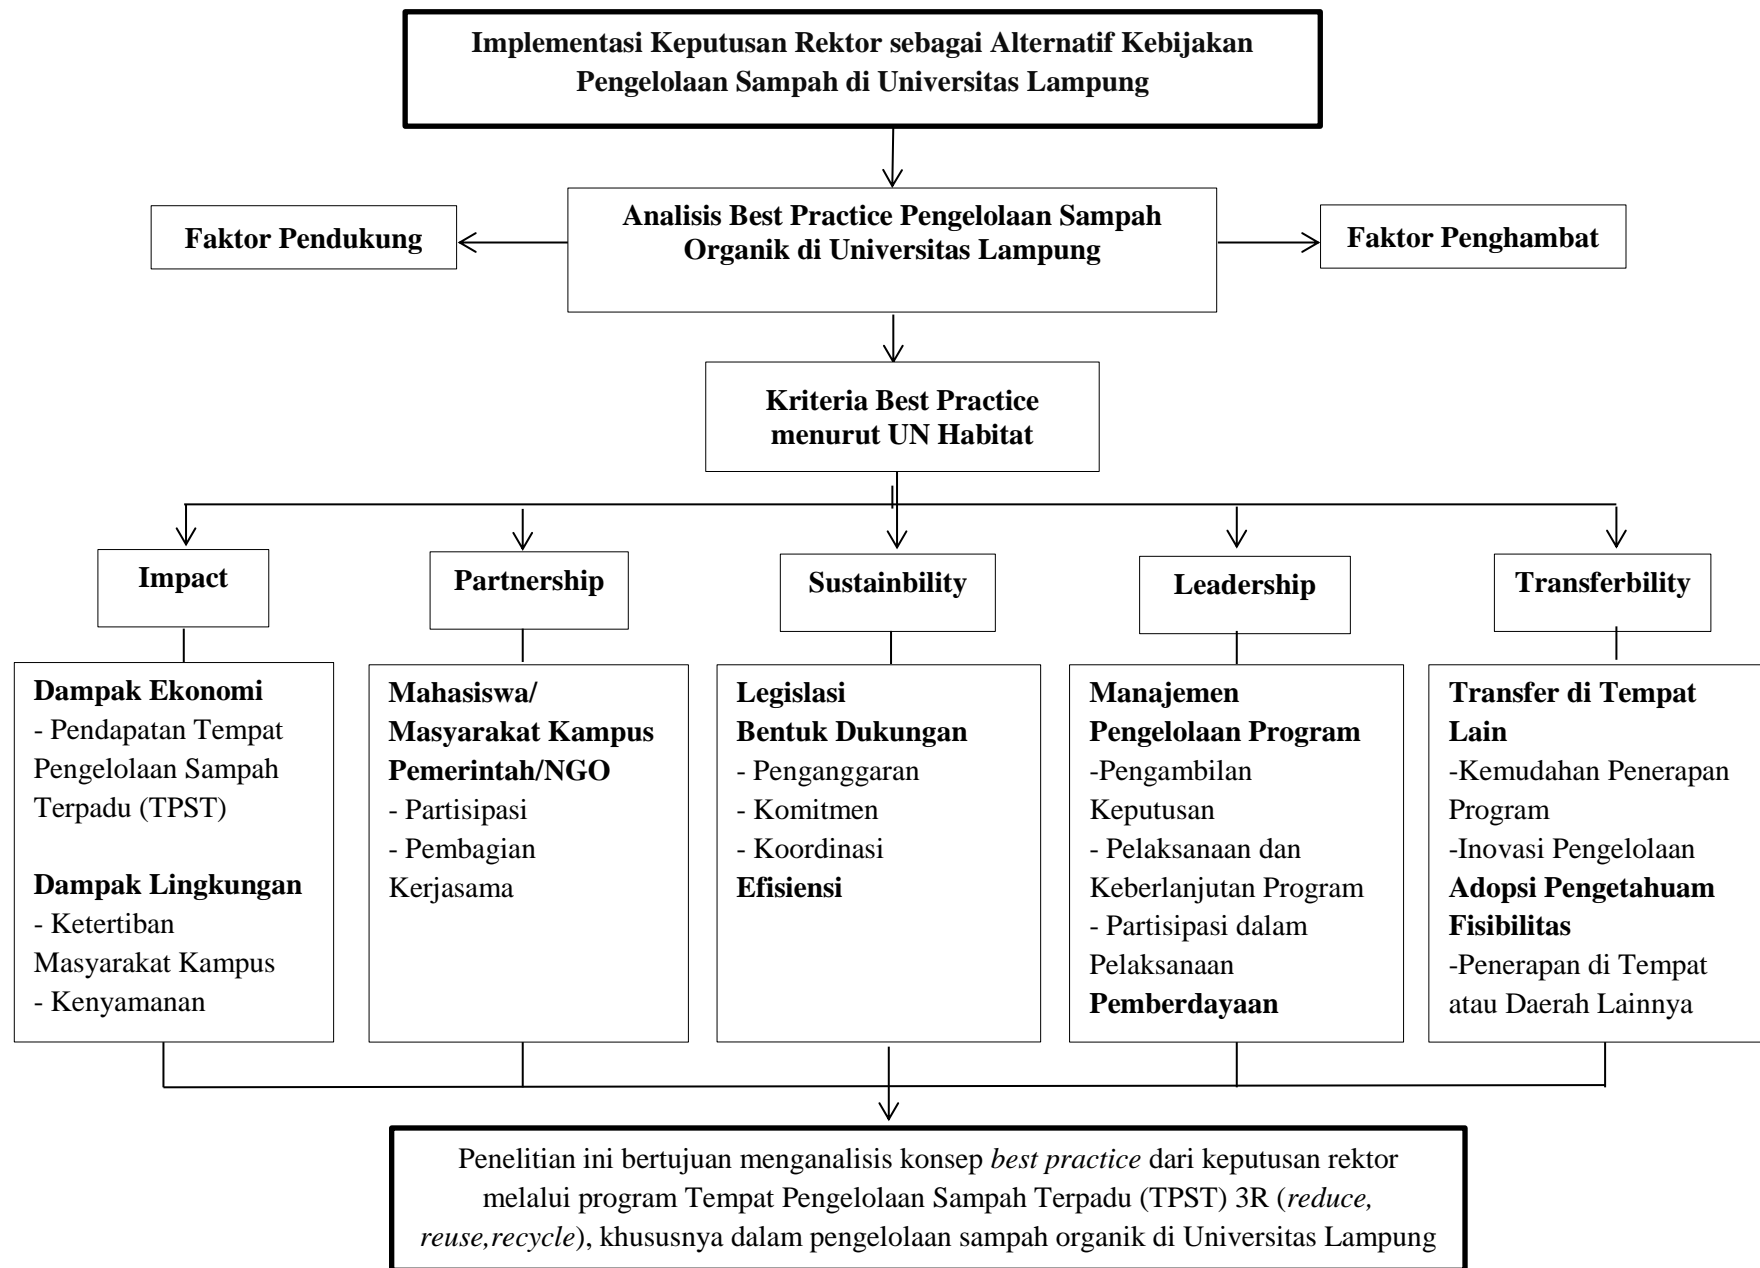 Implementasi Keputusan Rektor sebagai Alternatif Kebijakan
Pengelolaan Sampah di Universitas Lampung
Faktor Pendukung
Analisis Best Practice Pengelolaan Sampah
Organik di Universitas Lampung
Faktor Penghambat
Kriteria Best Practice
menurut UN Habitat
Impact
Partnership
Sustainbility
Leadership
Transferbility
Dampak Ekonomi
- Pendapatan Tempat
Pengelolaan Sampah
Terpadu (TPST)
Dampak Lingkungan
- Ketertiban
Masyarakat Kampus
- Kenyamanan
Mahasiswa/
Masyarakat Kampus
Pemerintah/NGO
- Partisipasi
- Pembagian
Kerjasama
Legislasi
Bentuk Dukungan
- Penganggaran
- Komitmen
- Koordinasi
Efisiensi
Manajemen
Pengelolaan Program
-Pengambilan
Keputusan
- Pelaksanaan dan
Keberlanjutan Program
- Partisipasi dalam
Pelaksanaan
Pemberdayaan
Transfer di Tempat
Lain
-Kemudahan Penerapan
Program
-Inovasi Pengelolaan
Adopsi Pengetahuam
Fisibilitas
-Penerapan di Tempat
atau Daerah Lainnya
Penelitian ini bertujuan menganalisis konsep best practice dari keputusan rektor
melalui program Tempat Pengelolaan Sampah Terpadu (TPST) 3R (reduce,
reuse,recycle), khususnya dalam pengelolaan sampah organik di Universitas Lampung